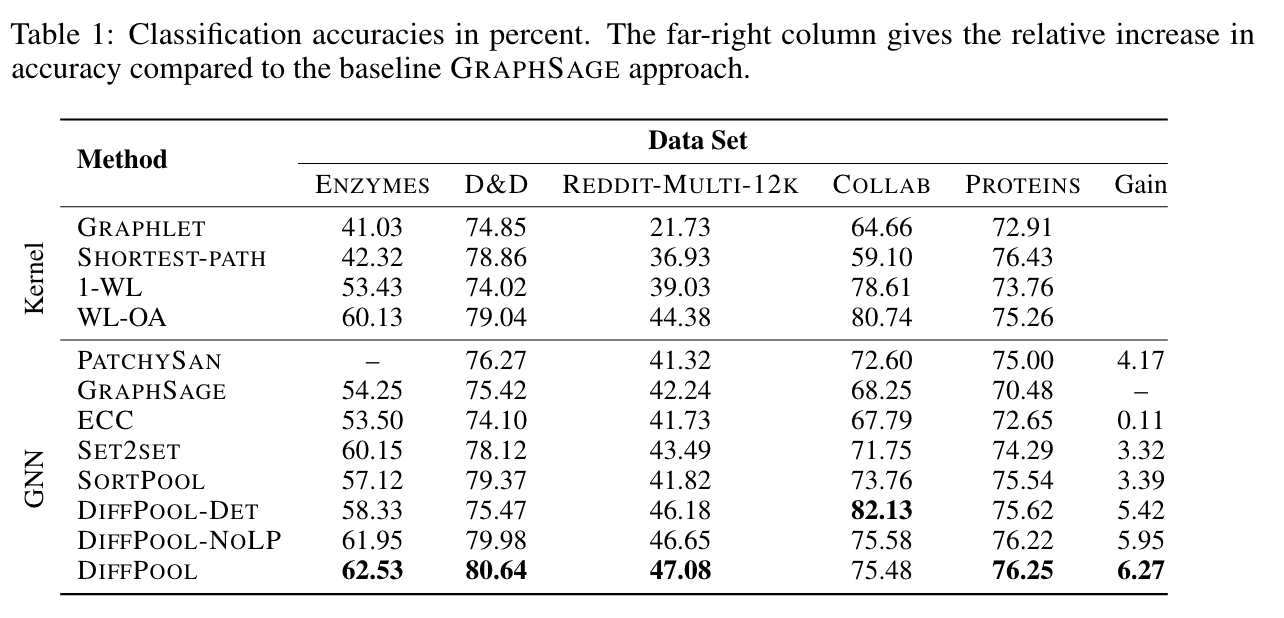 Table 1: Classification accuracies in percent. The far-right column gives the relative increase in
accuracy compared to the baseline GRAPHSAGE approach.
Method Data Set
ENZYMES D&D REDDIT-MULTI-12K COLLAB PROTEINS Gain
Kernel
GRAPHLET 41.03 74.85 21.73 64.66 72.91
SHORTEST-PATH 42.32 78.86 36.93 59.10 76.43
1-WL 53.43 74.02 39.03 78.61 73.76
WL-OA 60.13 79.04 44.38 80.74 75.26
GNN
PATCHYSAN – 76.27 41.32 72.60 75.00 4.17
GRAPHSAGE 54.25 75.42 42.24 68.25 70.48 –
ECC 53.50 74.10 41.73 67.79 72.65 0.11
SET2SET 60.15 78.12 43.49 71.75 74.29 3.32
SORTPOOL 57.12 79.37 41.82 73.76 75.54 3.39
DIFFPOOL-DET 58.33 75.47 46.18 82.13 75.62 5.42
DIFFPOOL-NOLP 61.95 79.98 46.65 75.58 76.22 5.95
DIFFPOOL 62.53 80.64 47.08 75.48 76.25 6.27